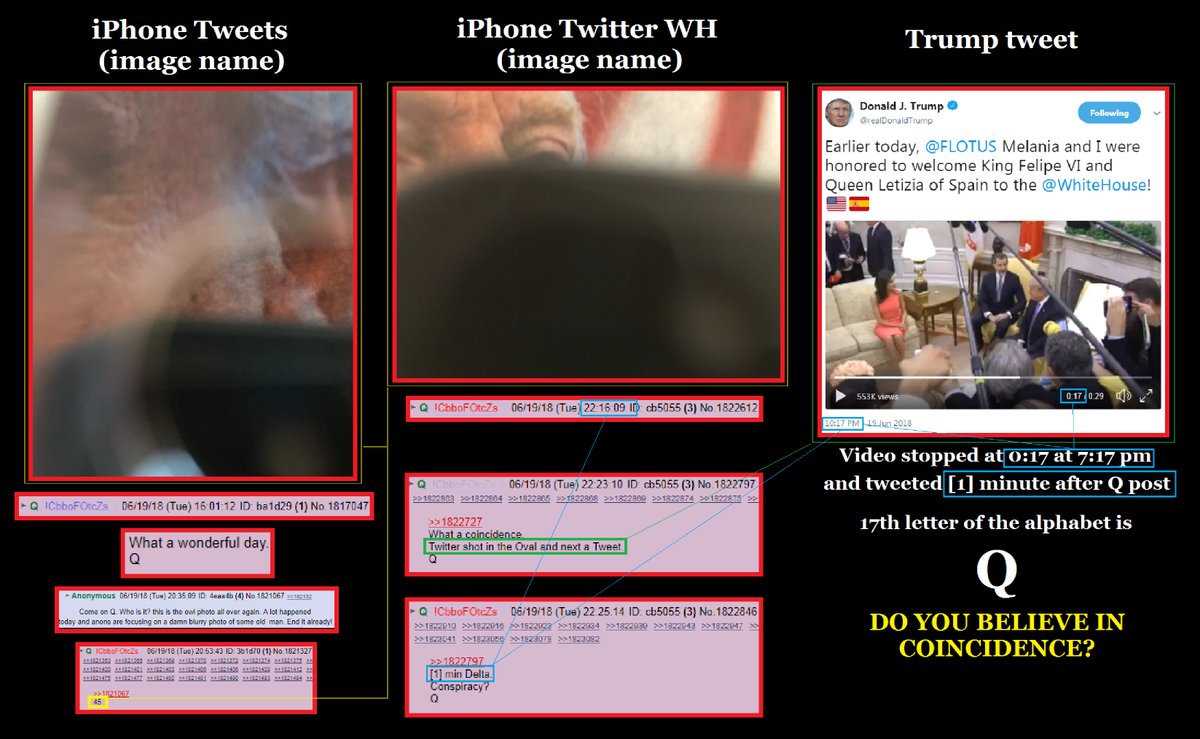 iPhone Tweets
(image name)
► Q !CbboFOtcZs 06/19/18 (Tue) 16:01:12 ID: ba1d29 (1) No.1817047
What a wonderful day.
Q
► Anonymous 06/19/18 (Tue) 20:35:09 ID: 4eaa4b (4) No.1821067
Come on Q. Who is it? this is the owl photo all over again. A lot happened
today and anons are focusing on a damn blurry photo of some old man. End it already!
Q !CbboFOtcZs 06/19/18 (Tue) 20:53:43 ID: 3b1d70 (1) No.1821327
>>1821067
45
iPhone Twitter WH
(image name)
► Q !CbboFOtcZs 06/19/18 (Tue) 22:16:09 ID: cb5055 (3) No.1822612
► Q !CbboFOtcZs 06/19/18 (Tue) 22:23:10 ID: cb5055 (3) No.1822797
>>1822863 >>1822864 >>1822865 >>1822868 >>1822869 >>1822874 >>1822875
>>1822727
What a coincidence.
Twitter shot in the Oval and next a Tweet.
Q
► Q !CbboFOtcZs 06/19/18 (Tue) 22:25:14 ID: cb5055 (3) No.1822846
>>1822910 >>1822916 >>1822923 >>1822934 >>1822939 >>1822943 >>1822947
>>1823041 >>1823056 >>1823078 >>1823082
>>1822797
[1] min Delta.
Conspiracy?
Q
Trump tweet
Donald J. Trump
@realDonaldTrump
Following
Earlier today, @FLOTUS Melania and I were
honored to welcome King Felipe VI and
Queen Letizia of Spain to the @WhiteHouse!
553K views
0:17 / 0:29
10:17 PM 19 Jun 2018
Video stopped at 0:17 at 7:17 pm
and tweeted [1] minute after Q post
17th letter of the alphabet is
Q
DO YOU BELIEVE IN
COINCIDENCE?